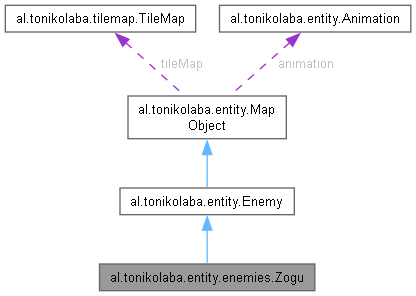 al.tonikolaba.tilemap.TileMap
al.tonikolaba.entity.Animation
tileMap
animation
al.tonikolaba.entity.Map
Object
al.tonikolaba.entity.Enemy
al.tonikolaba.entity.enemies.Zogu